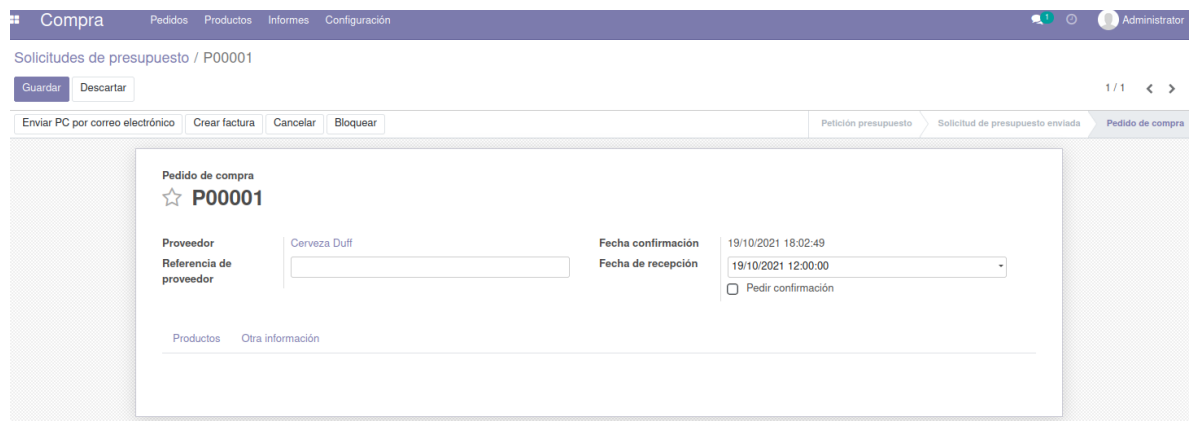 Compra Pedidos Productos Informes Configuración 1 Administrator
Solicitudes de presupuesto / P00001
Guardar Descartar 1 / 1
Enviar PC por correo electrónico Crear factura Cancelar Bloquear Petición presupuesto Solicitud de presupuesto enviada Pedido de compra
Pedido de compra
P00001
Proveedor Cerveza Duff Fecha confirmación 19/10/2021 18:02:49
Referencia de proveedor Fecha de recepción 19/10/2021 12:00:00
Pedir confirmación
Productos Otra información